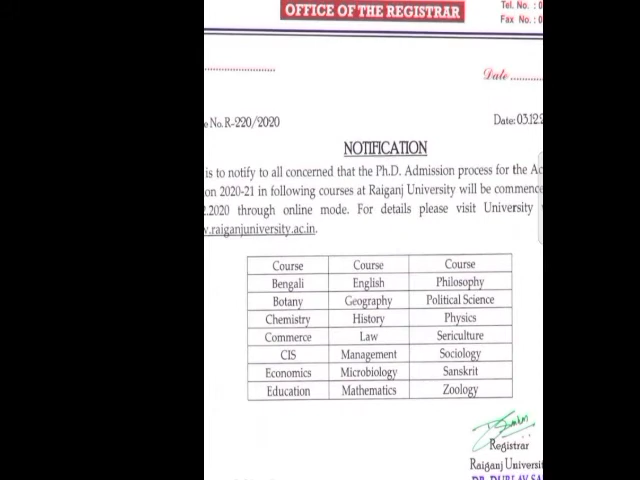 OFFICE OF THE REGISTRAR
Tel. No. : 0
Fax No. : 0
Date
No. R-220/2020
Date: 03.12.2
NOTIFICATION
is to notify to all concerned that the Ph.D. Admission process for the Ac
on 2020-21 in following courses at Raiganj University will be commence
.2020 through online mode. For details please visit University
.raiganjuniversity.ac.in.
Course Course Course
Bengali English Philosophy
Botany Geography Political Science
Chemistry History Physics
Commerce Law Sericulture
CIS Management Sociology
Economics Microbiology Sanskrit
Education Mathematics Zoology
Registrar
Raiganj Universi